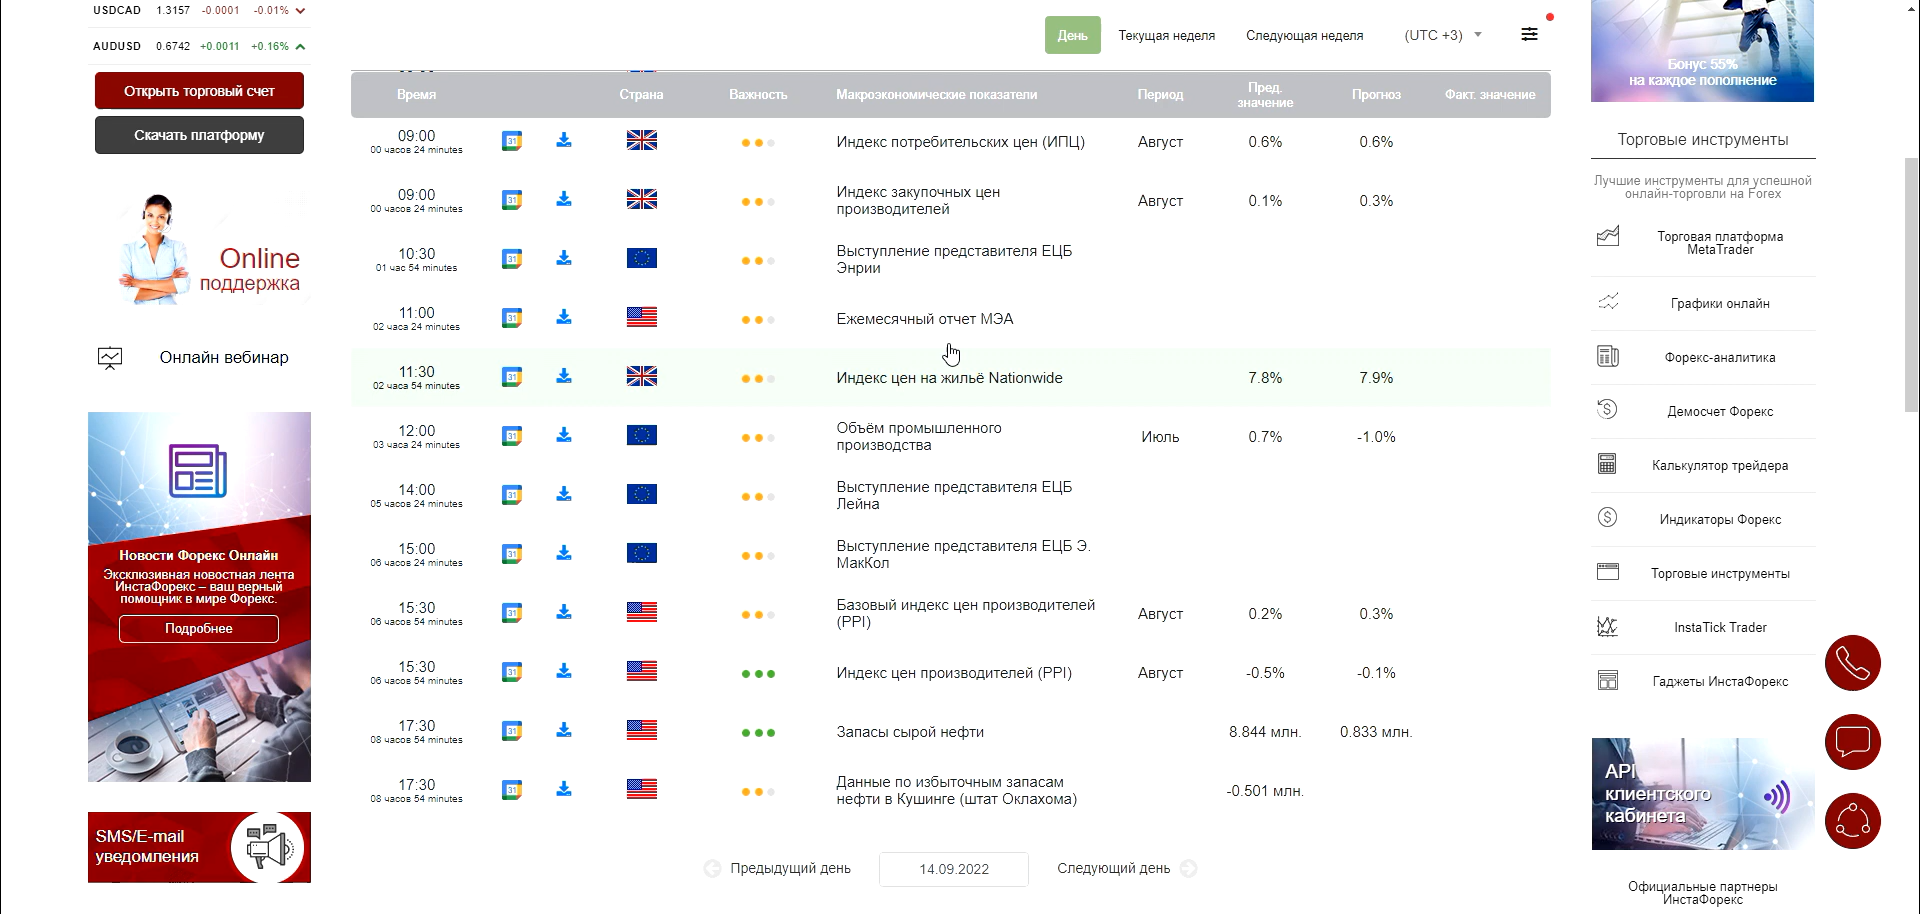 USDCAD 1.3157 -0.0001 -0.01%
AUDUSD 0.6742 +0.0011 +0.16%
Открыть торговый счет
Скачать платформу
Online
поддержка
Онлайн вебинар
Новости Форекс Онлайн
Эксклюзивная новостная лента
ИнстаФорекс – ваш верный
помощник в мире Форекс.
Подробнее
SMS/E-mail
уведомления
День Текущая неделя Следующая неделя (UTC +3)
Время Страна Важность Макроэкономические показатели Период Пред. значение Прогноз Факт. значение
09:00 Индекс потребительских цен (ИПЦ) Август 0.6% 0.6%
00 часов 24 minutes
09:00 Индекс закупочных цен
00 часов 24 minutes производителей Август 0.1% 0.3%
10:30 Выступление представителя ЕЦБ
01 час 54 minutes Энрии
11:00 Ежемесячный отчет МЭА
02 часа 24 minutes
11:30 Индекс цен на жильё Nationwide 7.8% 7.9%
02 часа 54 minutes
12:00 Объём промышленного
03 часа 24 minutes производства Июль 0.7% -1.0%
14:00 Выступление представителя ЕЦБ
05 часов 24 minutes Лейна
15:00 Выступление представителя ЕЦБ Э.
06 часов 24 minutes МакКол
15:30 Базовый индекс цен производителей
06 часов 54 minutes (PPI) Август 0.2% 0.3%
15:30 Индекс цен производителей (PPI) Август -0.5% -0.1%
06 часов 54 minutes
17:30 Запасы сырой нефти 8.844 млн. 0.833 млн.
08 часов 54 minutes
17:30 Данные по избыточным запасам
08 часов 54 minutes нефти в Кушинге (штат Оклахома) -0.501 млн.
Предыдущий день 14.09.2022 Следующий день
Бонус 55%
на каждое пополнение
Торговые инструменты
Лучшие инструменты для успешной
онлайн-торговли на Forex
Торговая платформа
MetaTrader
Графики онлайн
Форекс-аналитика
Демосчет Форекс
Калькулятор трейдера
Индикаторы Форекс
Торговые инструменты
InstaTick Trader
Гаджеты ИнстаФорекс
API
клиентского
кабинета
Официальные партнеры
ИнстаФорекс